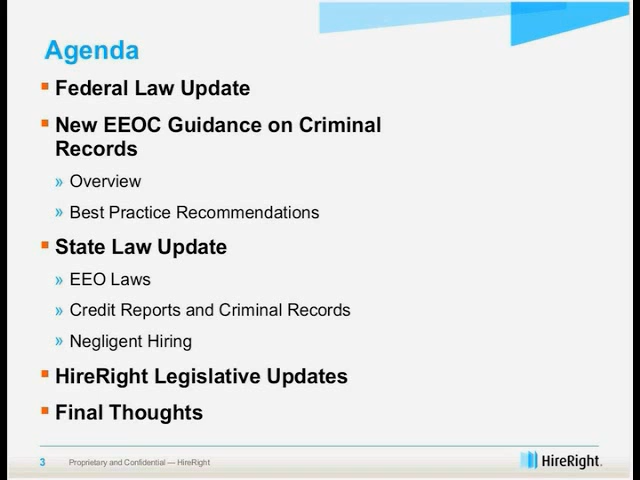 Agenda
Federal Law Update
New EEOC Guidance on Criminal
Records
» Overview
» Best Practice Recommendations
State Law Update
» EEO Laws
» Credit Reports and Criminal Records
» Negligent Hiring
HireRight Legislative Updates
Final Thoughts
3 Proprietary and Confidential — HireRight
HireRight.